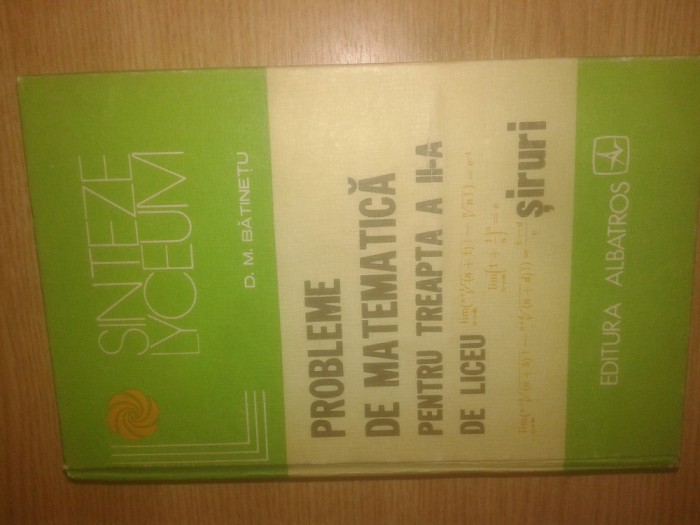 SINTEZE
LYCEUM
D. M. BĂTINEȚU
PROBLEME
DE MATEMATICĂ
PENTRU TREAPTA A II-A
DE LICEU
șiruri
EDITURA ALBATROS